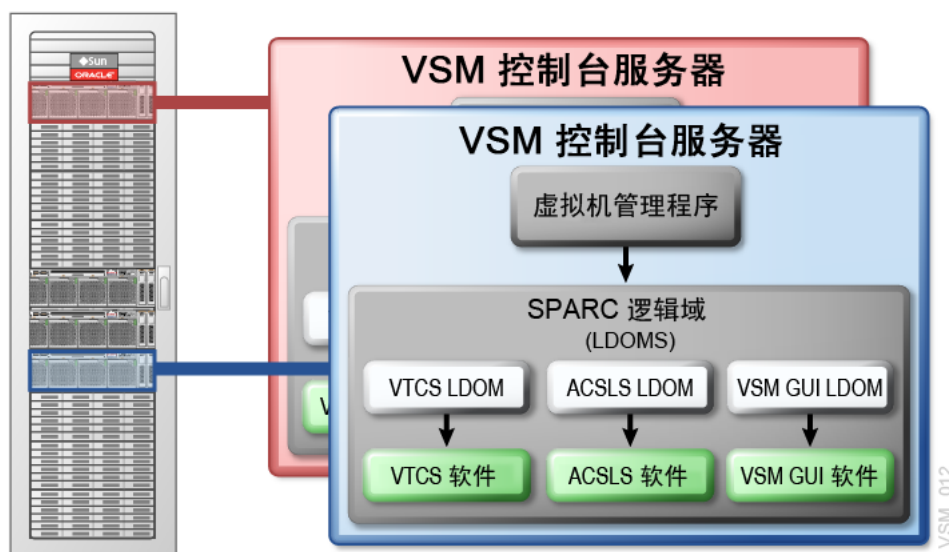 Sun
ORACLE
VSM 控制台服务器
VSM 控制台服务器
虚拟机管理程序
SPARC 逻辑域
(LDOMS)
VTCS LDOM
ACSLS LDOM
VSM GUI LDOM
V
VTCS 软件
ACSLS 软件
VSM GUI 软件
VSM_012